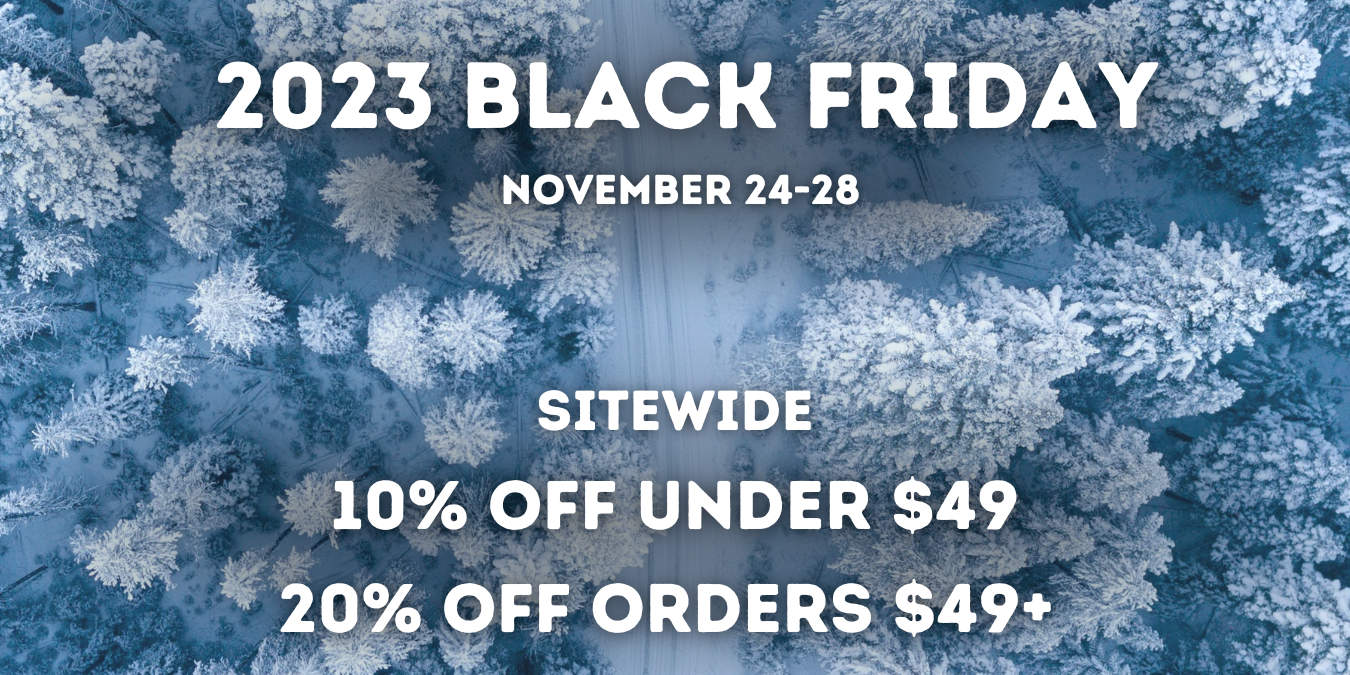 2023 BLACK FRIDAY
NOVEMBER 24-28
SITEWIDE
10% OFF UNDER $49
20% OFF ORDERS $49+